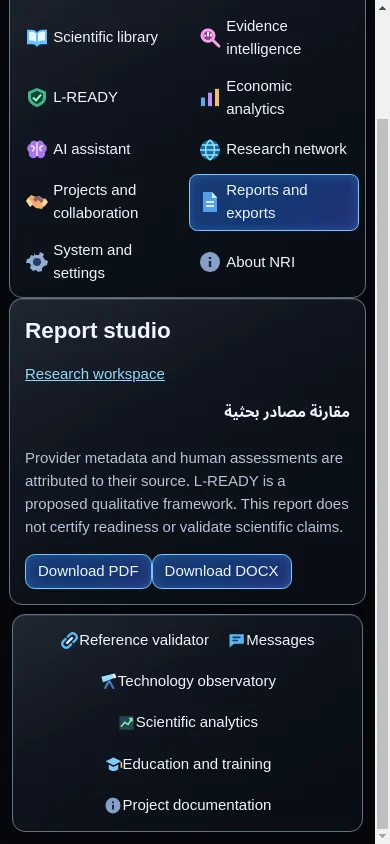 Scientific library
Evidence
intelligence
L-READY
Economic
analytics
AI assistant
Research network
Projects and
collaboration
Reports and
exports
System and
settings
About NRI
Report studio
Research workspace
مقارنة مصادر بحثية
Provider metadata and human assessments are
attributed to their source. L-READY is a
proposed qualitative framework. This report does
not certify readiness or validate scientific claims.
Download PDF
Download DOCX
Reference validator
Messages
Technology observatory
Scientific analytics
Education and training
Project documentation